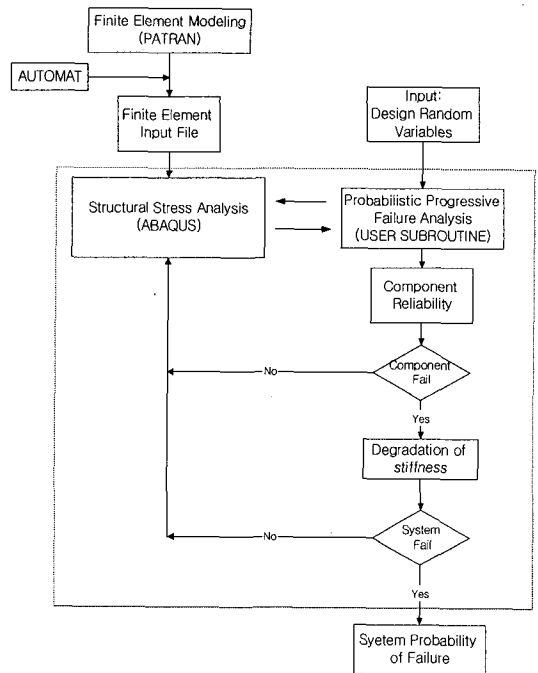 Finite Element Modeling
(PATRAN)
AUTOMAT
Finite Element
Input File
Input:
Design Random
Variables
Structural Stress Analysis
(ABAQUS)
Probabilistic Progressive
Failure Analysis
(USER SUBROUTINE)
Component
Reliability
Component
Fail
No
Yes
Degradation of
stiffness
System
Fail
No
Yes
Syetem Probability
of Failure